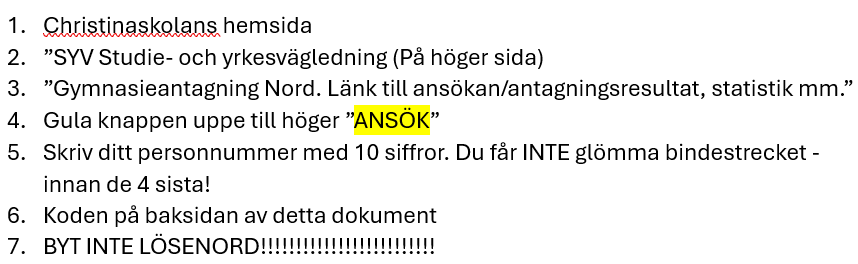 1. Christinaskolans hemsida
2. ”SYV Studie- och yrkesvägledning (På höger sida)
3. ”Gymnasieantagning Nord. Länk till ansökan/antagningsresultat, statistik mm.”
4. Gula knappen uppe till höger ”ANSÖK”
5. Skriv ditt personnummer med 10 siffror. Du får INTE glömma bindestrecket -
innan de 4 sista!
6. Koden på baksidan av detta dokument
7. BYT INTE LÖSENORD!!!!!!!!!!!!!!!!!!!!!!!!!